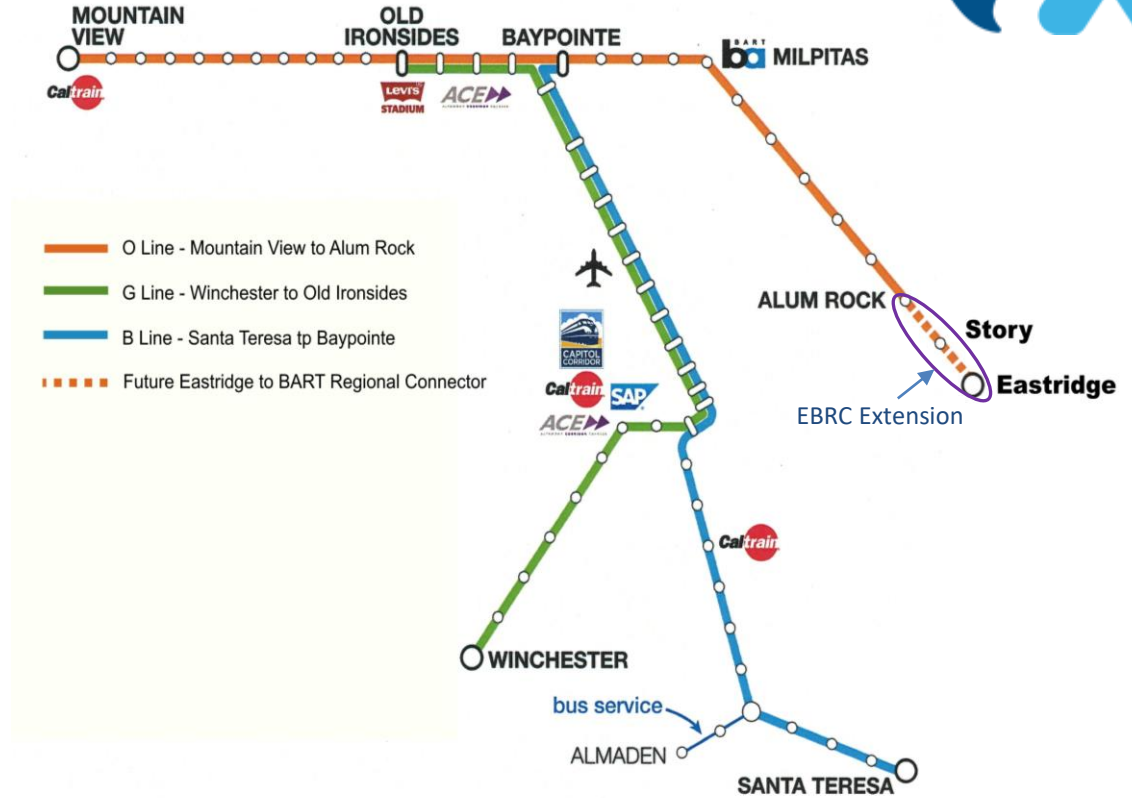 MOUNTAIN
VIEW
OLD
IRONSIDES
BAYPOINTE
BART
ba
MILPITAS
Caltrain
LEVI'S
STADIUM
ACE
O Line - Mountain View to Alum Rock
G Line - Winchester to Old Ironsides
B Line - Santa Teresa tp Baypointe
Future Eastridge to BART Regional Connector
ALUM ROCK
Story
Eastridge
EBRC Extension
CAPITOL
CORRIDOR
Caltrain
SAP
ACE
Caltrain
WINCHESTER
bus service
ALMADEN
SANTA TERESA